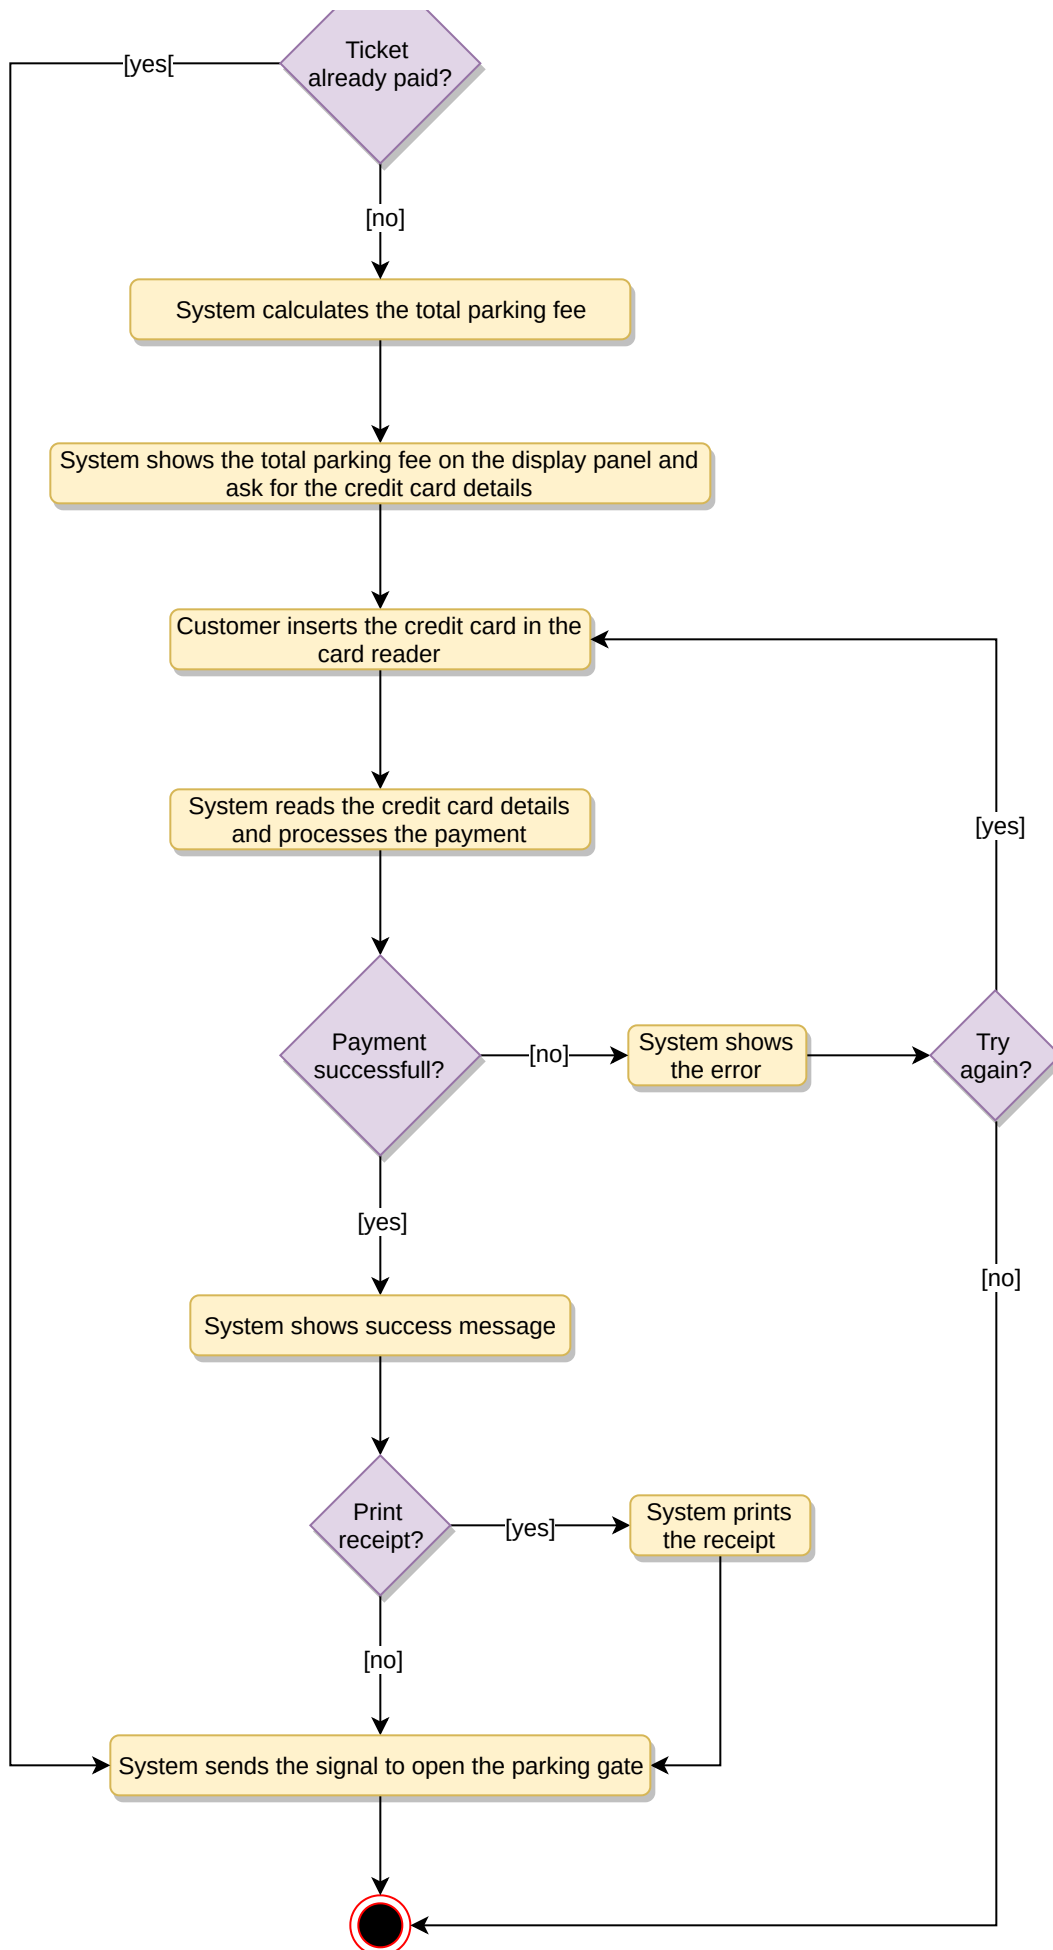 Ticket
already paid?
[yes[
[no]
System calculates the total parking fee
System shows the total parking fee on the display panel and
ask for the credit card details
Customer inserts the credit card in the
card reader
System reads the credit card details
and processes the payment
[yes]
Payment
successfull?
[no]
System shows
the error
Try
again?
[yes]
[no]
System shows success message
Print
receipt?
[yes]
System prints
the receipt
[no]
System sends the signal to open the parking gate